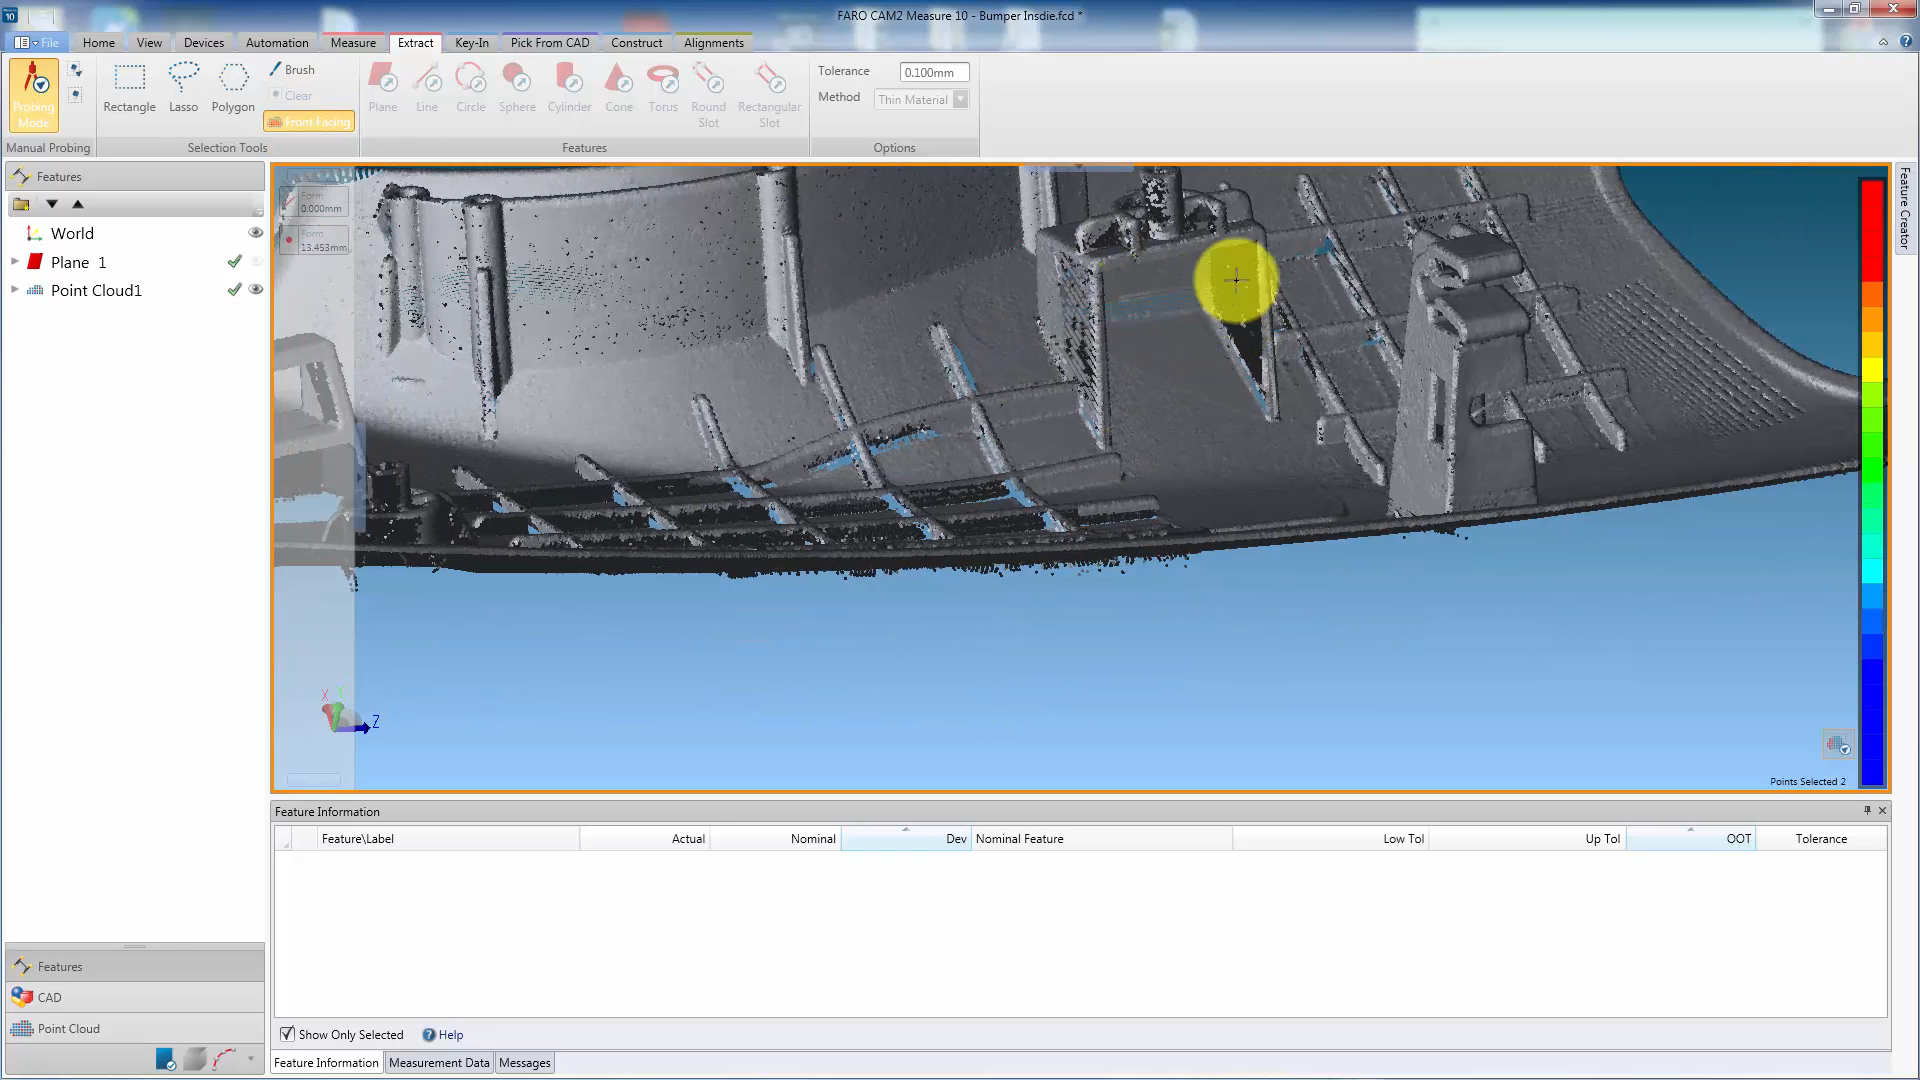 10
FARO CAM2 Measure 10 - Bumper Insdie.fcd *
File Home View Devices Automation Measure Extract Key-In Pick From CAD Construct Alignments
Probing Mode
Rectangle Lasso Polygon
Brush
Clear
Front Facing
Plane Line Circle Sphere Cylinder Cone Torus Round Slot Rectangular Slot
Tolerance 0.100mm
Method Thin Material
Manual Probing Selection Tools Features Options
Features
World
Plane 1
Point Cloud1
Form
0.000mm
Form
13.453mm
Feature Creator
X Y
Z
Points Selected 2
Feature Information
Feature\Label Actual Nominal Dev Nominal Feature Low Tol Up Tol OOT Tolerance
Features
CAD
Point Cloud
Show Only Selected Help
Feature Information Measurement Data Messages